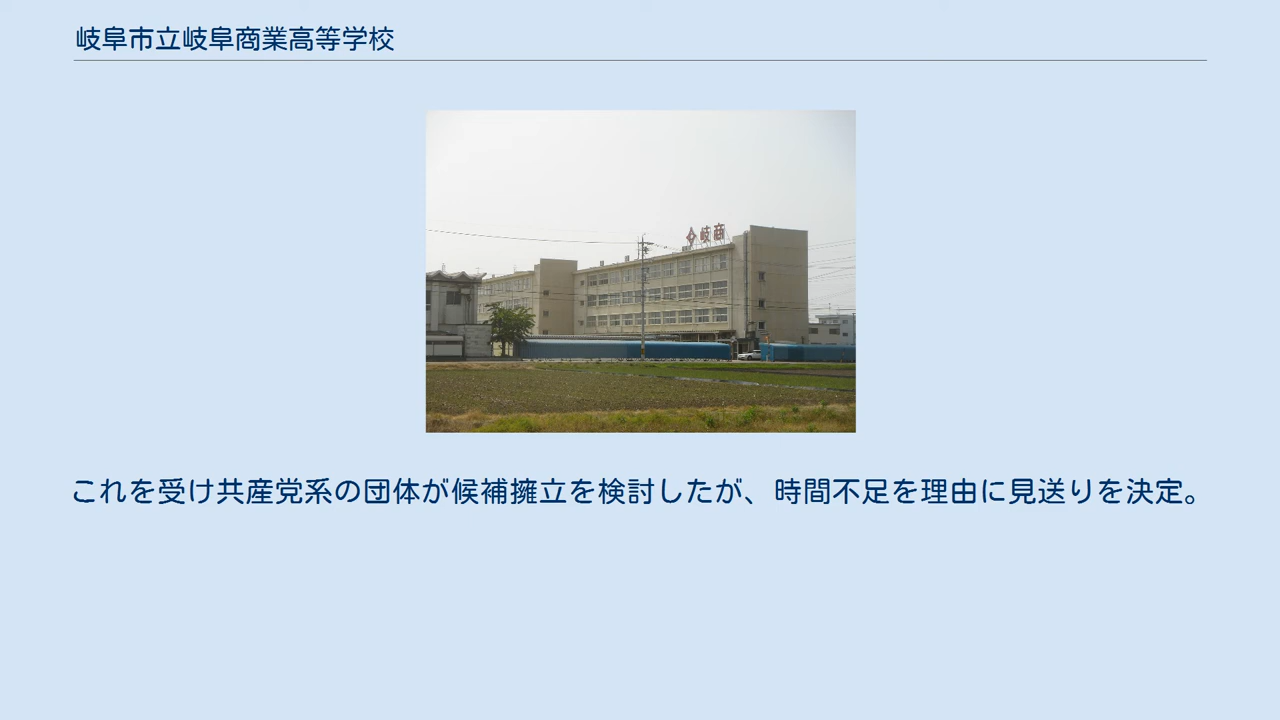 岐阜市立岐阜商業高等学校
岐商
これを受け共産党系の団体が候補擁立を検討したが、時間不足を理由に見送りを決定。